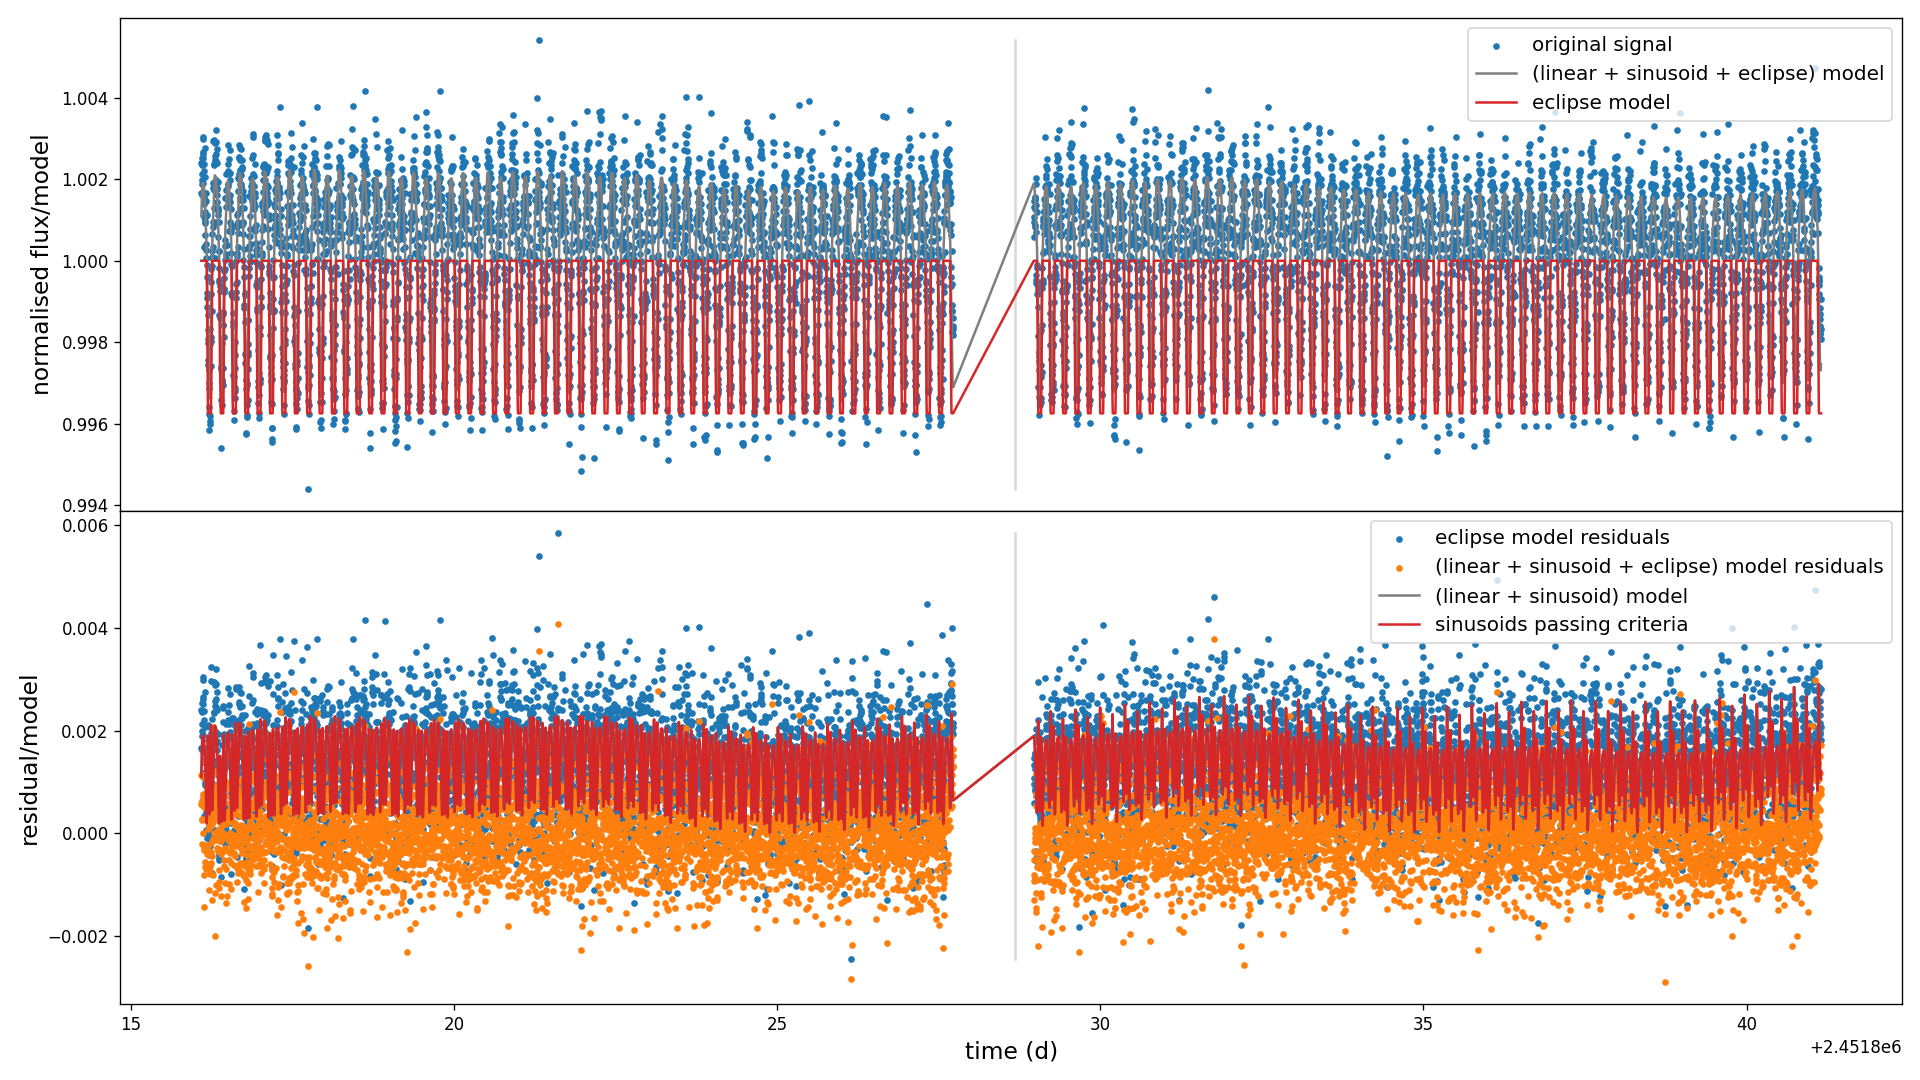 normalised flux/model
1.004
1.002
1.000
0.998
0.996
0.994
original signal
(linear + sinusoid + eclipse) model
eclipse model
residual/model
0.006
0.004
0.002
0.000
−0.002
eclipse model residuals
(linear + sinusoid + eclipse) model residuals
(linear + sinusoid) model
sinusoids passing criteria
15
20
25
30
35
40
time (d)
+2.4518e6